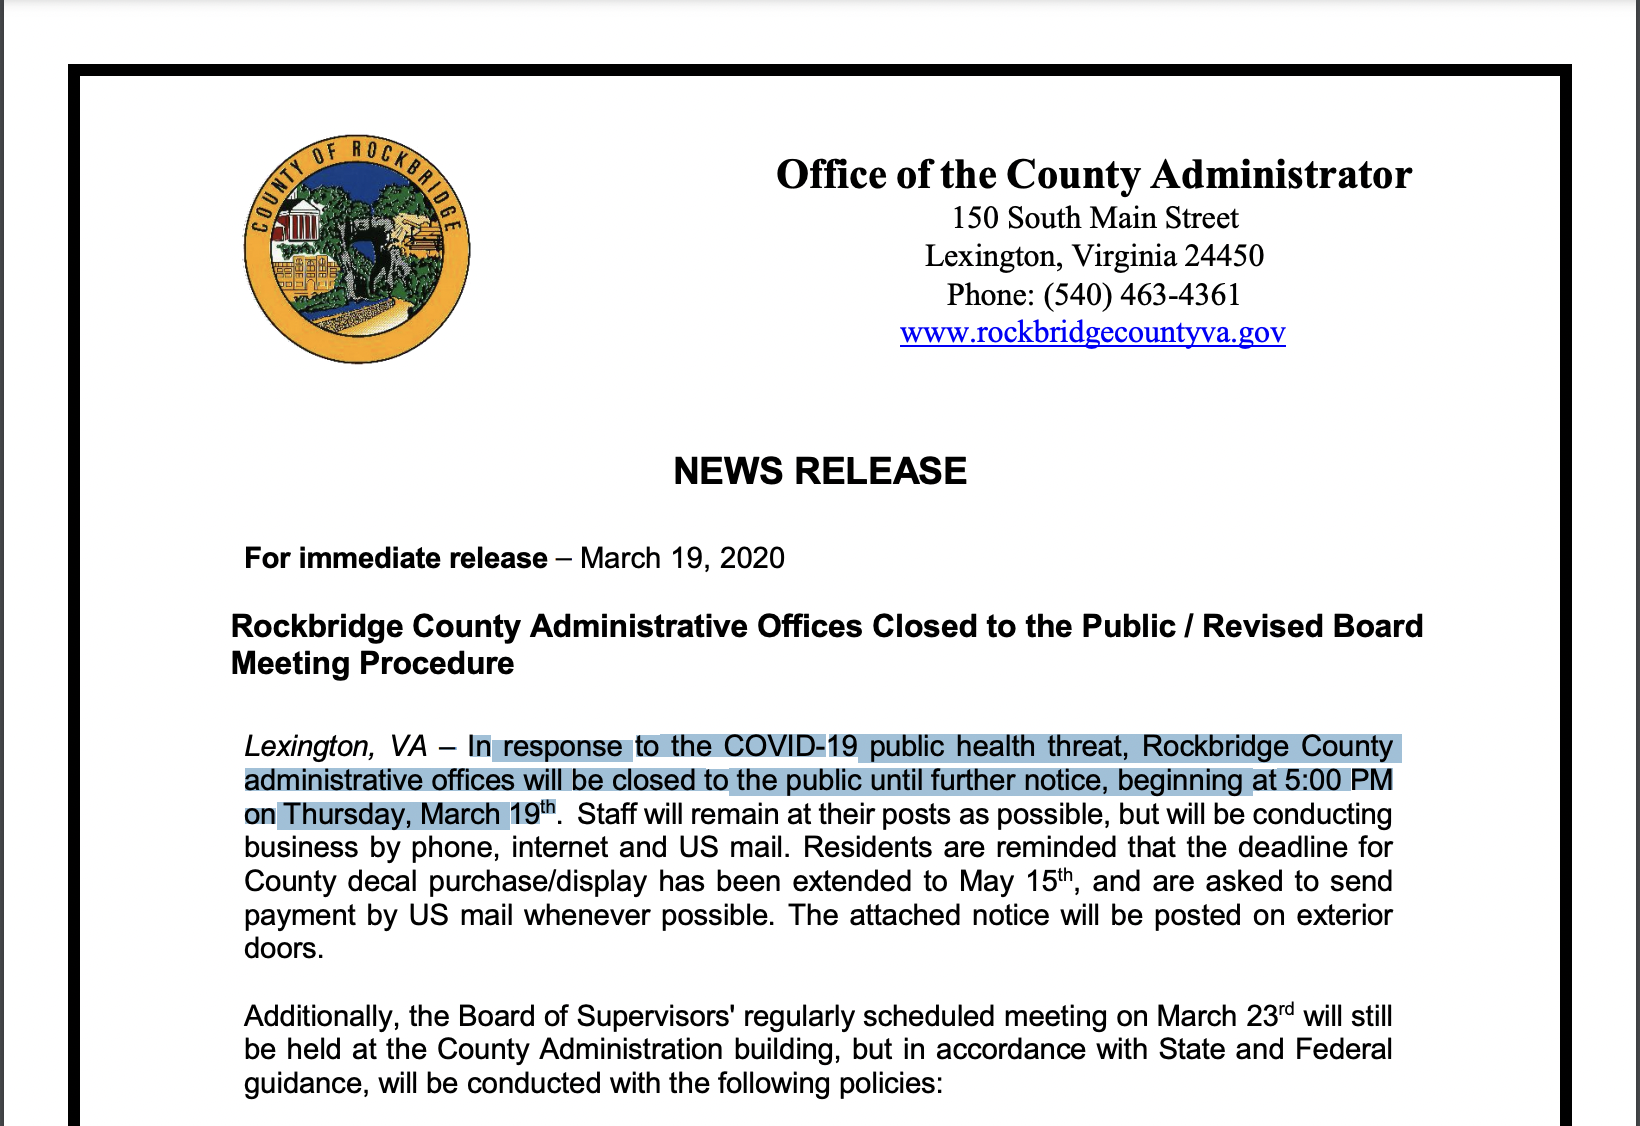 COUNTY OF ROCKBRIDGE
Office of the County Administrator
150 South Main Street
Lexington, Virginia 24450
Phone: (540) 463-4361
www.rockbridgecountyva.gov
NEWS RELEASE
For immediate release – March 19, 2020
Rockbridge County Administrative Offices Closed to the Public / Revised Board
Meeting Procedure
Lexington, VA – In response to the COVID-19 public health threat, Rockbridge County
administrative offices will be closed to the public until further notice, beginning at 5:00 PM
on Thursday, March 19th. Staff will remain at their posts as possible, but will be conducting
business by phone, internet and US mail. Residents are reminded that the deadline for
County decal purchase/display has been extended to May 15th, and are asked to send
payment by US mail whenever possible. The attached notice will be posted on exterior
doors.
Additionally, the Board of Supervisors' regularly scheduled meeting on March 23rd will still
be held at the County Administration building, but in accordance with State and Federal
guidance, will be conducted with the following policies: